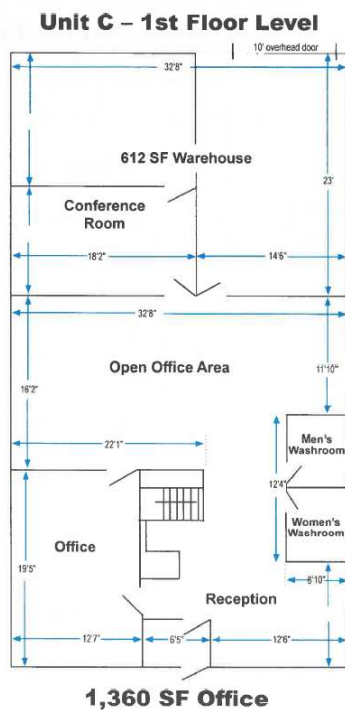 Unit C – 1st Floor Level
10' overhead door
32'8"
612 SF Warehouse
23'
Conference
Room
18'2"
14'6"
32'8"
11'10"
Open Office Area
16'2"
22'1"
Men's
Washroom
12'4"
Women's
Washroom
Office
19'5"
6'10"
Reception
12'7"
6'5"
12'6"
1,360 SF Office